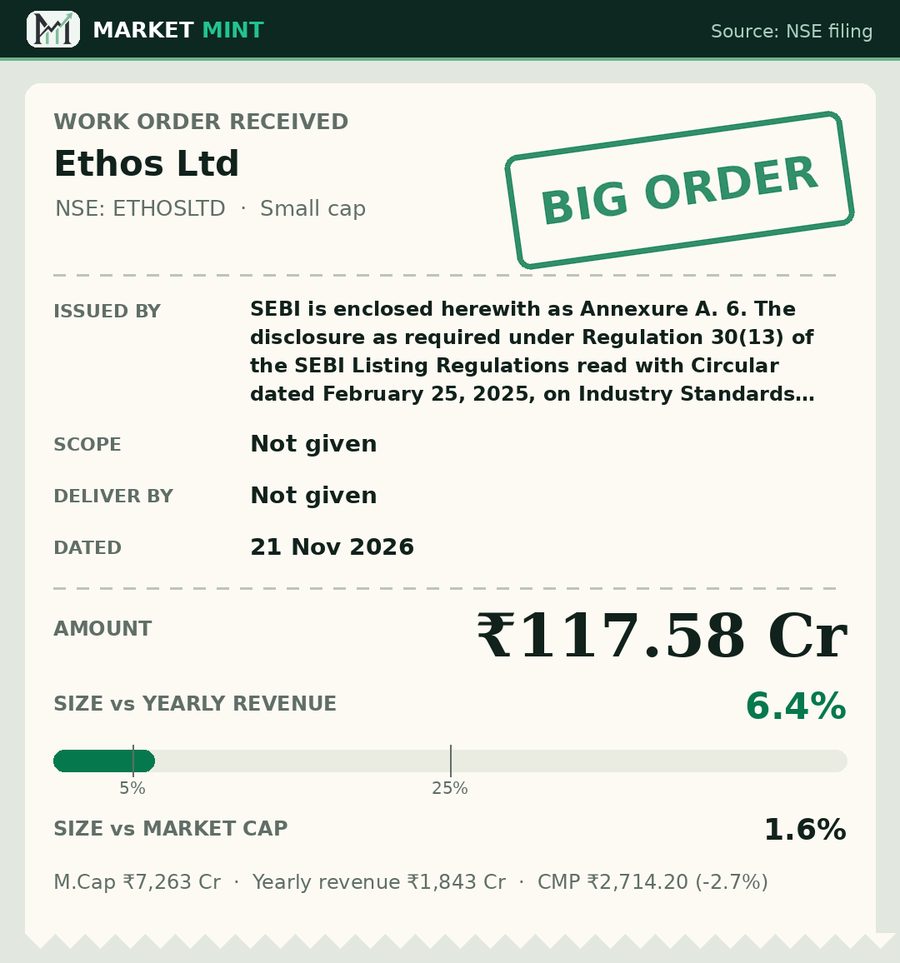 MARKET MINT
Source: NSE filing
WORK ORDER RECEIVED
Ethos Ltd
NSE: ETHOSLTD · Small cap
BIG ORDER
ISSUED BY
SEBI is enclosed herewith as Annexure A. 6. The
disclosure as required under Regulation 30(13) of
the SEBI Listing Regulations read with Circular
dated February 25, 2025, on Industry Standards...
SCOPE
Not given
DELIVER BY
Not given
DATED
21 Nov 2026
AMOUNT
₹117.58 Cr
SIZE vs YEARLY REVENUE
6.4%
5%
25%
SIZE vs MARKET CAP
1.6%
M.Cap ₹7,263 Cr · Yearly revenue ₹1,843 Cr · CMP ₹2,714.20 (-2.7%)